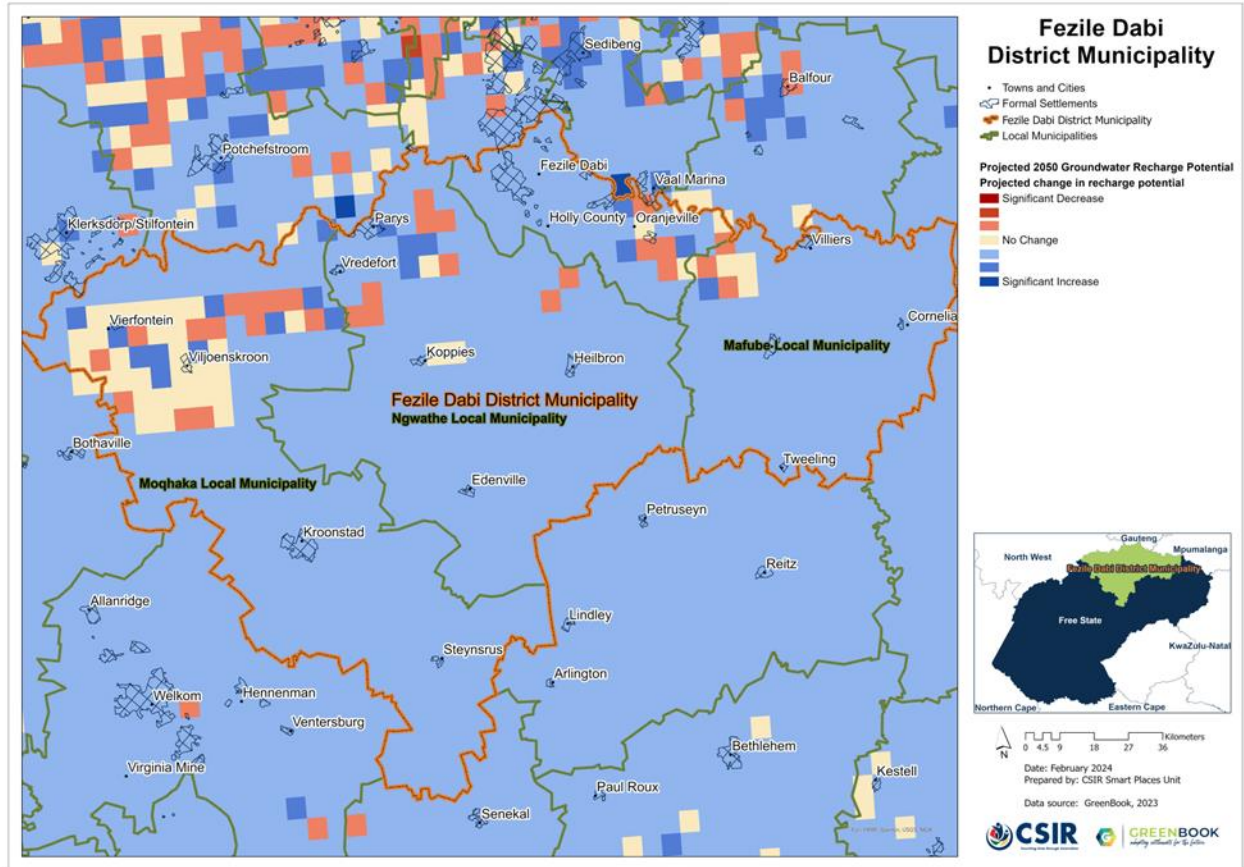 Fezile Dabi
District Municipality
Towns and Cities
Formal Settlements
Fezile Dabi District Municipality
Local Municipalities
Projected 2050 Groundwater Recharge Potential
Projected change in recharge potential
Significant Decrease
No Change
Significant Increase
Sedibeng
Balfour
Potchefstroom
Fezile Dabi
Vaal Marina
Klerksdorp/Stilfontein
Parys
Holly County
Oranjeville
Villiers
Vredefort
Cornelia
Vierfontein
Viljoenskroon
Koppies
Heilbron
Mafube Local Municipality
Fezile Dabi District Municipality
Ngwathe Local Municipality
Bothaville
Tweeling
Moqhaka Local Municipality
Edenville
Petruseyn
Kroonstad
Reitz
Allanridge
Lindley
Steynsrus
Arlington
Welkom
Hennenman
Ventersburg
Bethlehem
Virginia Mine
Kestell
Paul Roux
Senekal
Gauteng
North West
Mpumalanga
Fezile Dabi District Municipality
Free State
KwaZulu-Natal
Northern Cape
Eastern Cape
N
Kilometers
0 4.5 9 18 27 36
Date: February 2024
Prepared by: CSIR Smart Places Unit
Data source: GreenBook, 2023
CSIR
GREENBOOK
adapting settlements for the future